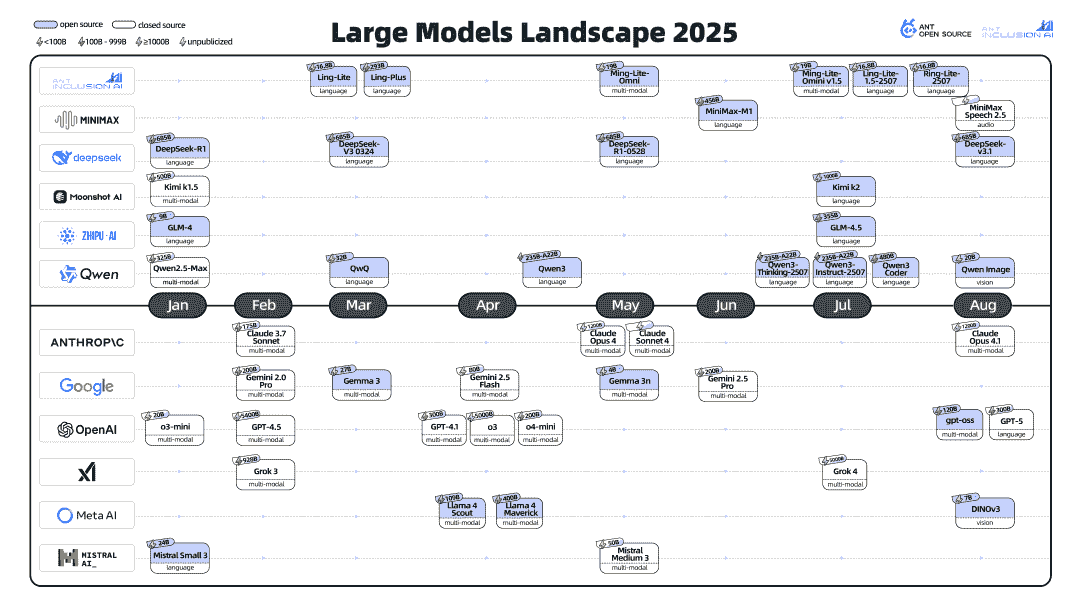 Large Models Landscape 2025
open source
closed source
<100B
100B - 999B
≥1000B
unpublicized
ANT
OPEN SOURCE
ANT
INCLUSION AI
ANT
INCLUSION AI
16.8B
Ling-Lite
language
293B
Ling-Plus
language
19B
Ming-Lite-
Omni
multi-modal
19B
Ming-Lite-
Omini v1.5
multi-modal
16.8B
Ling-Lite-
1.5-2507
language
16.8B
Ring-Lite-
2507
language
MINIMAX
456B
MiniMax-M1
language
MiniMax
Speech 2.5
audio
deepseek
685B
DeepSeek-R1
language
685B
DeepSeek-
V3 0324
language
685B
DeepSeek-
R1-0528
language
685B
DeepSeek-
v3.1
language
Moonshot AI
500B
Kimi k1.5
multi-modal
1000B
Kimi k2
language
ZHIPU·AI
9B
GLM-4
language
355B
GLM-4.5
language
Qwen
325B
Qwen2.5-Max
multi-modal
32B
QwQ
language
235B-A22B
Qwen3
language
235B-A22B
Qwen3-
Thinking-2507
language
235B-A22B
Qwen3-
Instruct-2507
language
480B
Qwen3
Coder
language
20B
Qwen Image
vision
Jan
Feb
Mar
Apr
May
Jun
Jul
Aug
ANTHROP\C
175B
Claude 3.7
Sonnet
multi-modal
1200B
Claude
Opus 4
multi-modal
Claude
Sonnet 4
multi-modal
1200B
Claude
Opus 4.1
multi-modal
Google
200B
Gemini 2.0
Pro
multi-modal
27B
Gemma 3
multi-modal
80B
Gemini 2.5
Flash
multi-modal
4B
Gemma 3n
multi-modal
200B
Gemini 2.5
Pro
multi-modal
OpenAI
20B
o3-mini
multi-modal
5400B
GPT-4.5
multi-modal
300B
GPT-4.1
multi-modal
5000B
o3
multi-modal
200B
o4-mini
multi-modal
120B
gpt-oss
multi-modal
300B
GPT-5
language
xI
928B
Grok 3
multi-modal
Grok 4
multi-modal
Meta AI
109B
Llama 4
Scout
multi-modal
400B
Llama 4
Maverick
multi-modal
7B
DINOv3
vision
MISTRAL
AI_
24B
Mistral Small 3
language
50B
Mistral
Medium 3
multi-modal